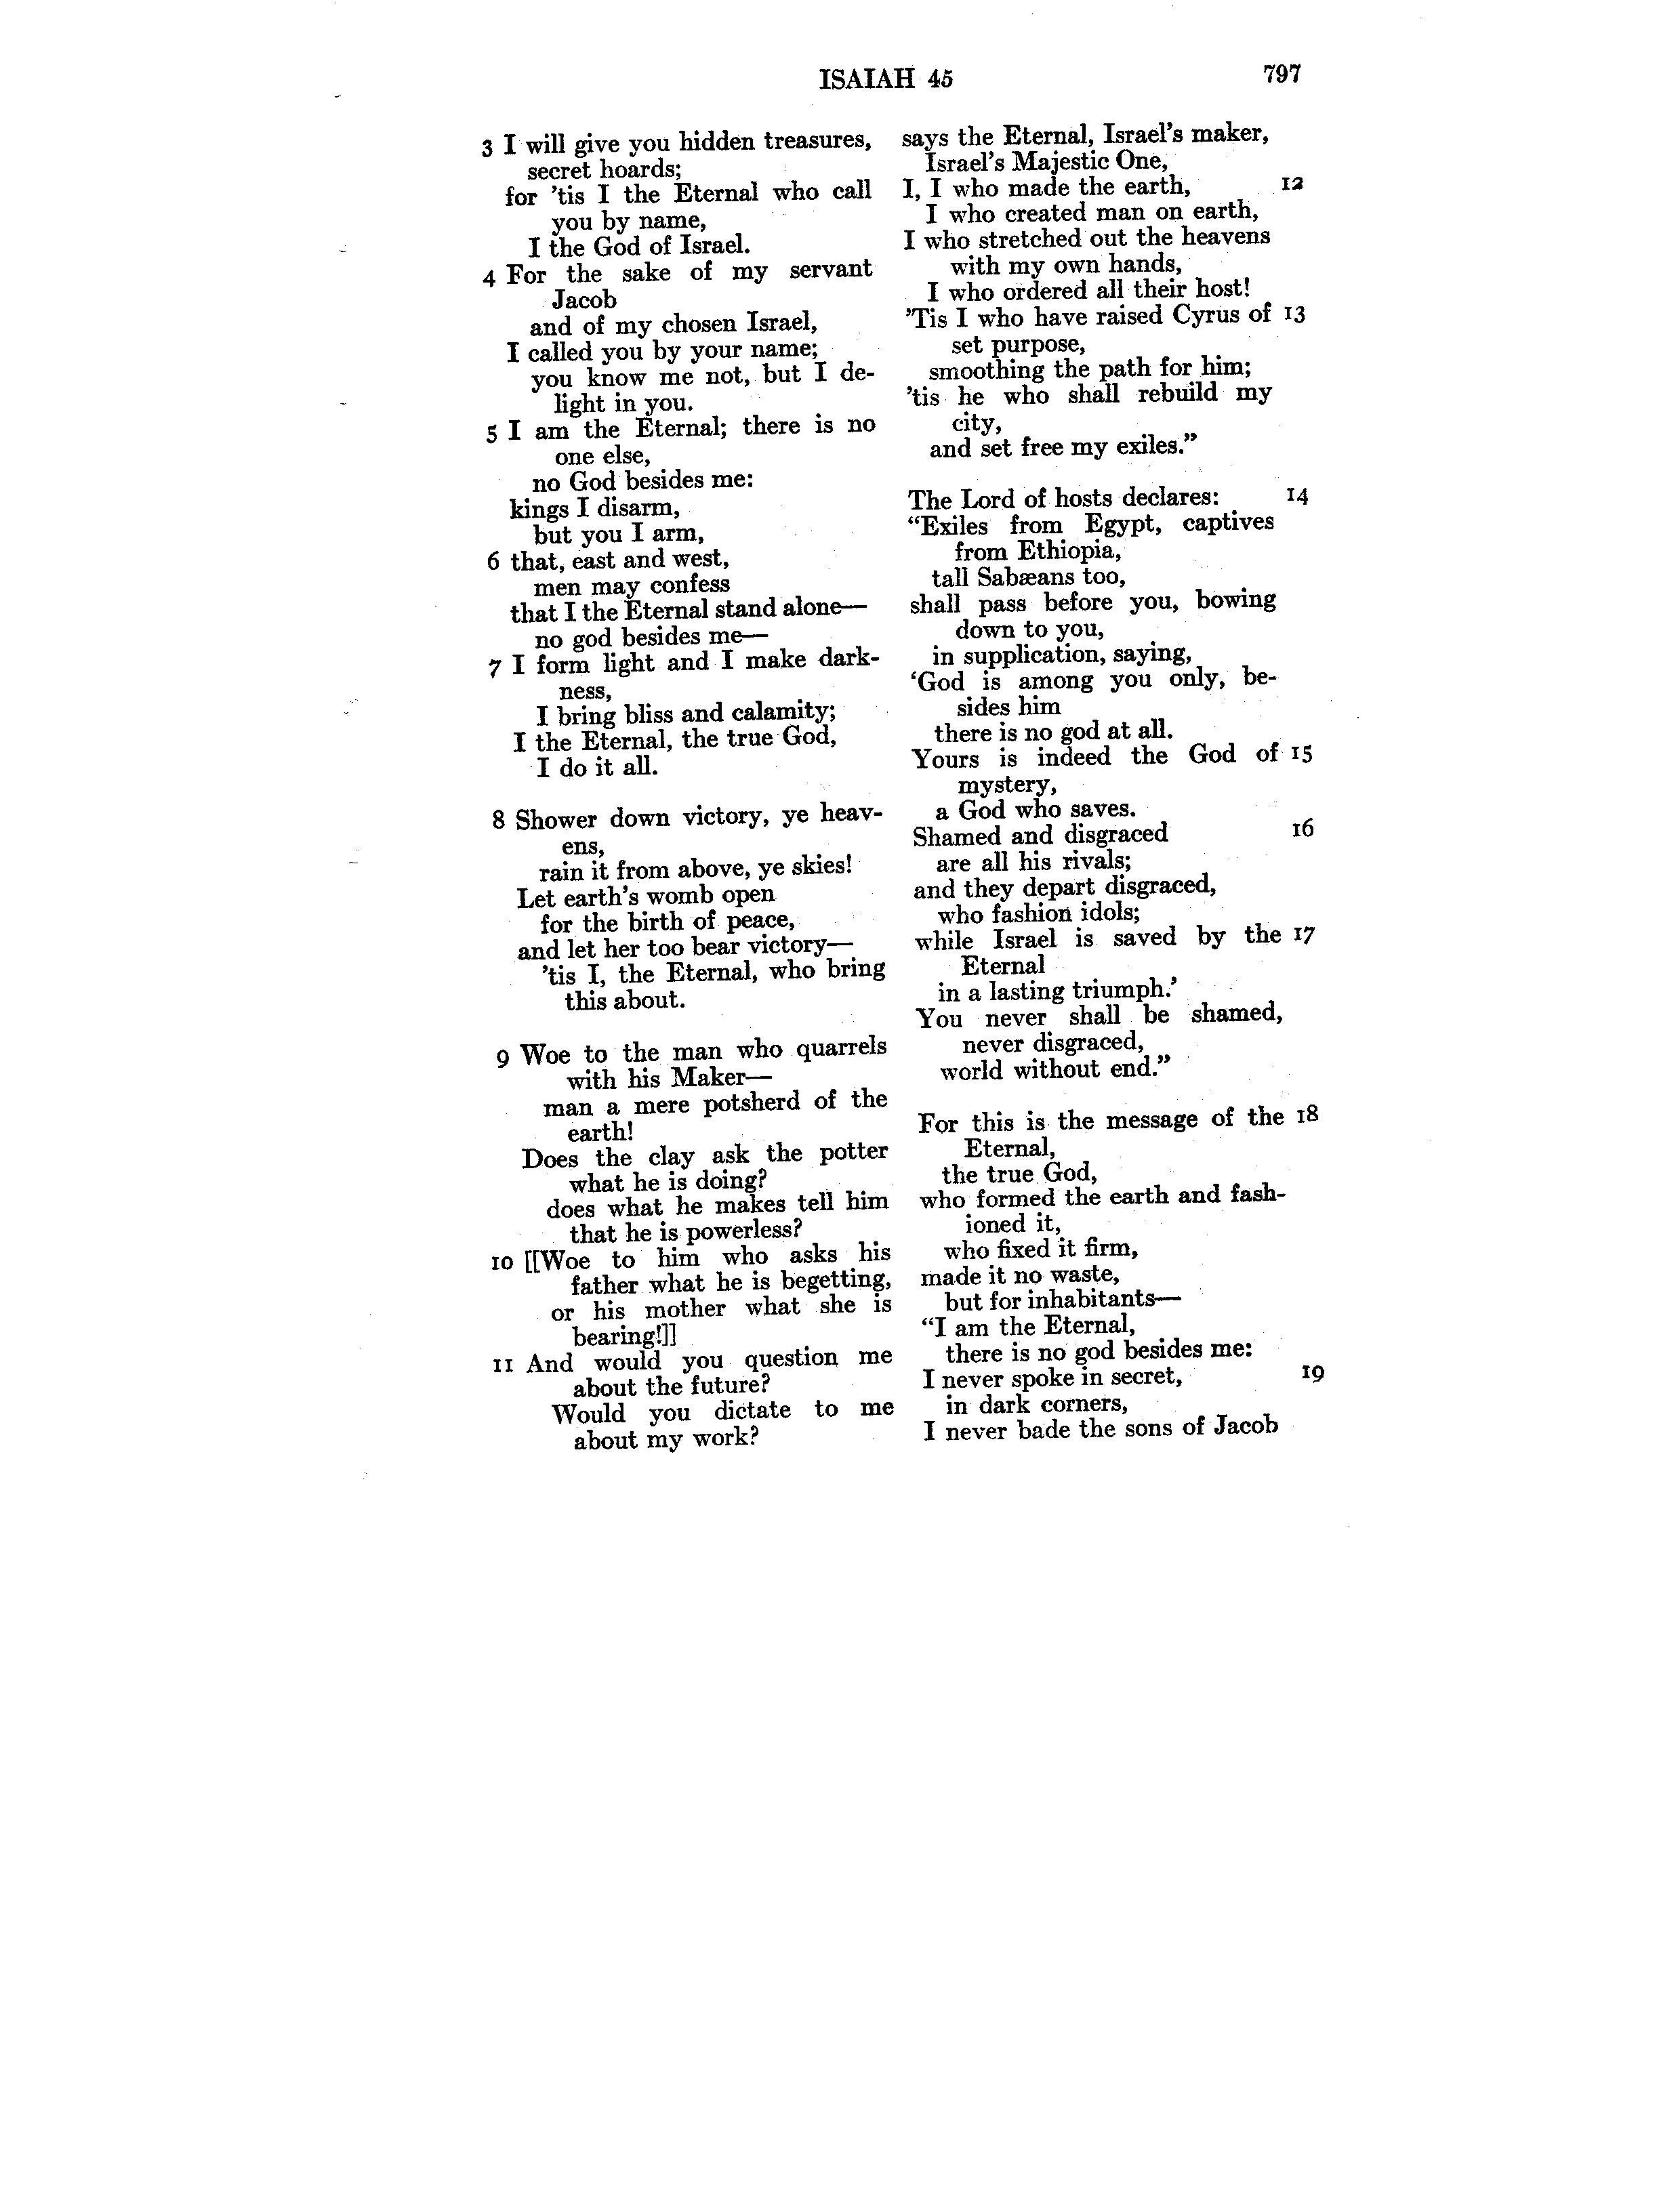 ISAIAH 45
797
3 I will give you hidden treasures,
secret hoards;
for ’tis I the Eternal who call
you by name,
I the God of Israel.
4 For the sake of my servant
Jacob
and of my chosen Israel,
I called you by your name;
you know me not, but I de-
light in you.
5 I am the Eternal; there is no
one else,
no God besides me:
kings I disarm,
but you I arm,
6 that, east and west,
men may confess
that I the Eternal stand alone—
no god besides me—
7 I form light and I make dark-
ness,
I bring bliss and calamity;
I the Eternal, the true God,
I do it all.
8 Shower down victory, ye heav-
ens,
rain it from above, ye skies!
Let earth’s womb open
for the birth of peace,
and let her too bear victory—
’tis I, the Eternal, who bring
this about.
9 Woe to the man who quarrels
with his Maker—
man a mere potsherd of the
earth!
Does the clay ask the potter
what he is doing?
does what he makes tell him
that he is powerless?
10 [[Woe to him who asks his
father what he is begetting,
or his mother what she is
bearing!]]
11 And would you question me
about the future?
Would you dictate to me
about my work?
says the Eternal, Israel’s maker,
Israel’s Majestic One,
I, I who made the earth, 12
I who created man on earth,
I who stretched out the heavens
with my own hands,
I who ordered all their host!
’Tis I who have raised Cyrus of 13
set purpose,
smoothing the path for him;
’tis he who shall rebuild my
city,
and set free my exiles.”
The Lord of hosts declares: 14
“Exiles from Egypt, captives
from Ethiopia,
tall Sabæans too,
shall pass before you, bowing
down to you,
in supplication, saying,
‘God is among you only, be-
sides him
there is no god at all.
Yours is indeed the God of 15
mystery,
a God who saves.
Shamed and disgraced 16
are all his rivals;
and they depart disgraced,
who fashion idols;
while Israel is saved by the 17
Eternal
in a lasting triumph.’
You never shall be shamed,
never disgraced,
world without end.”
For this is the message of the 18
Eternal,
the true God,
who formed the earth and fash-
ioned it,
who fixed it firm,
made it no waste,
but for inhabitants—
“I am the Eternal,
there is no god besides me:
I never spoke in secret, 19
in dark corners,
I never bade the sons of Jacob